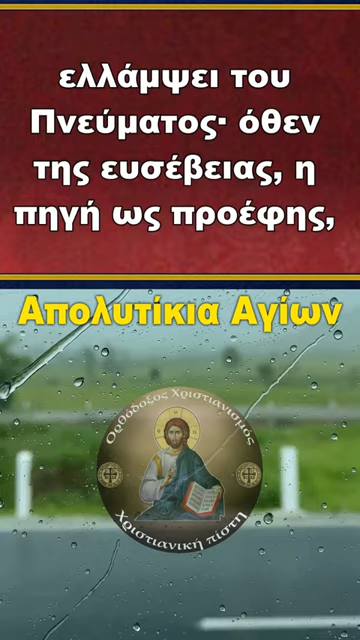 ελλάμψει του
Πνεύματος· όθεν
της ευσέβειας, η
πηγή ως προέφης,
Απολυτίκια Αγίων
Ορθόδοξος Χριστιανισμός
Χριστιανική πίστη